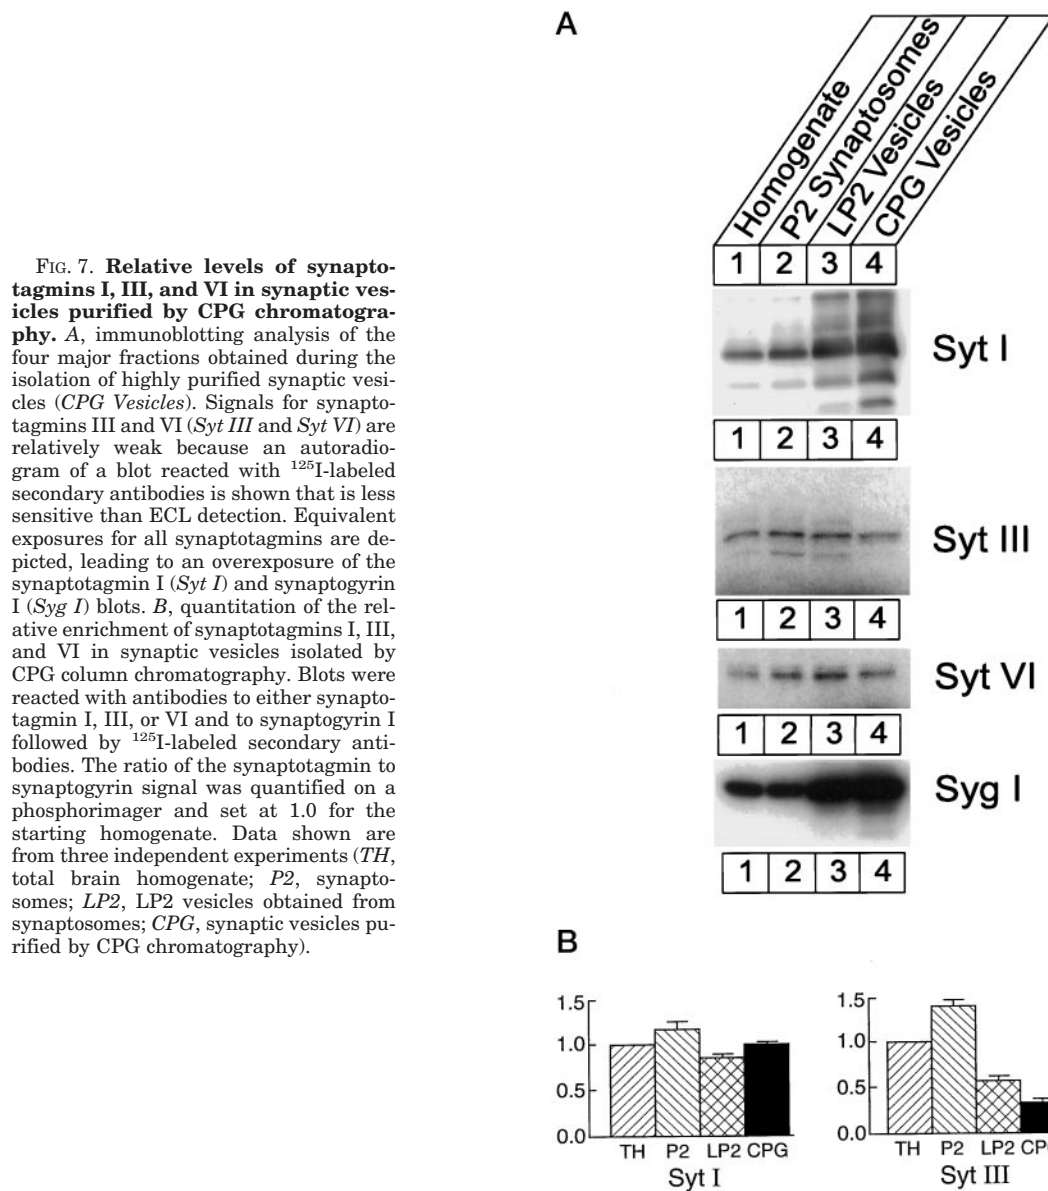 FIG. 7. Relative levels of synapto-
tagmins I, III, and VI in synaptic ves-
icles purified by CPG chromatogra-
phy. A, immunoblotting analysis of the
four major fractions obtained during the
isolation of highly purified synaptic vesi-
cles (CPG Vesicles). Signals for synapto-
tagmins III and VI (Syt III and Syt VI) are
relatively weak because an autoradio-
gram of a blot reacted with ¹²⁵I-labeled
secondary antibodies is shown that is less
sensitive than ECL detection. Equivalent
exposures for all synaptotagmins are de-
picted, leading to an overexposure of the
synaptotagmin I (Syt I) and synaptogyrin
I (Syg I) blots. B, quantitation of the rel-
ative enrichment of synaptotagmins I, III,
and VI in synaptic vesicles isolated by
CPG column chromatography. Blots were
reacted with antibodies to either synapto-
tagmin I, III, or VI and to synaptogyrin I
followed by ¹²⁵I-labeled secondary anti-
bodies. The ratio of the synaptotagmin to
synaptogyrin signal was quantified on a
phosphorimager and set at 1.0 for the
starting homogenate. Data shown are
from three independent experiments (TH,
total brain homogenate; P2, synapto-
somes; LP2, LP2 vesicles obtained from
synaptosomes; CPG, synaptic vesicles pu-
rified by CPG chromatography).
A
Homogenate
P2 Synaptosomes
LP2 Vesicles
CPG Vesicles
1 2 3 4
Syt I
1 2 3 4
Syt III
1 2 3 4
Syt VI
1 2 3 4
Syg I
1 2 3 4
B
1.5
1.0
0.5
0.0
TH P2 LP2 CPG
Syt I
1.5
1.0
0.5
0.0
TH P2 LP2 CP
Syt III